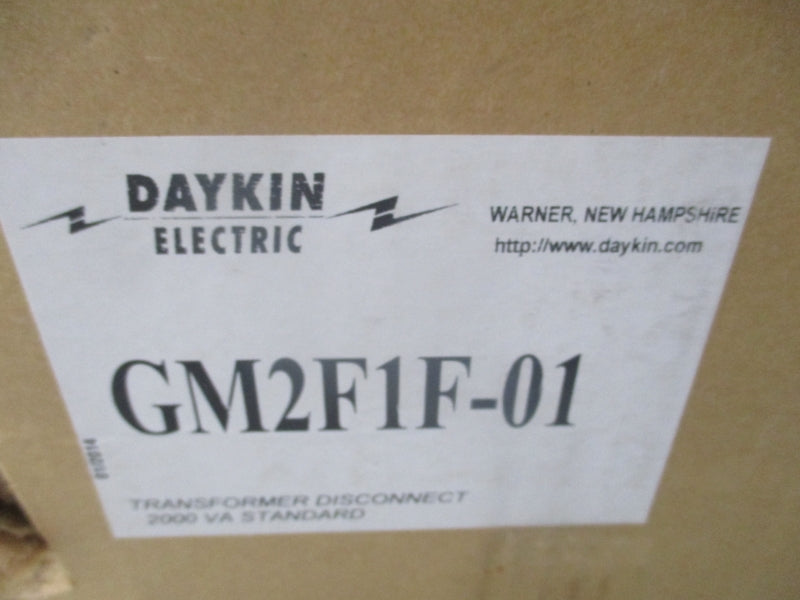 DAYKIN
ELECTRIC
WARNER, NEW HAMPSHIRE
http://www.daykin.com
GM2F1F-01
TRANSFORMER DISCONNECT
2000 VA STANDARD